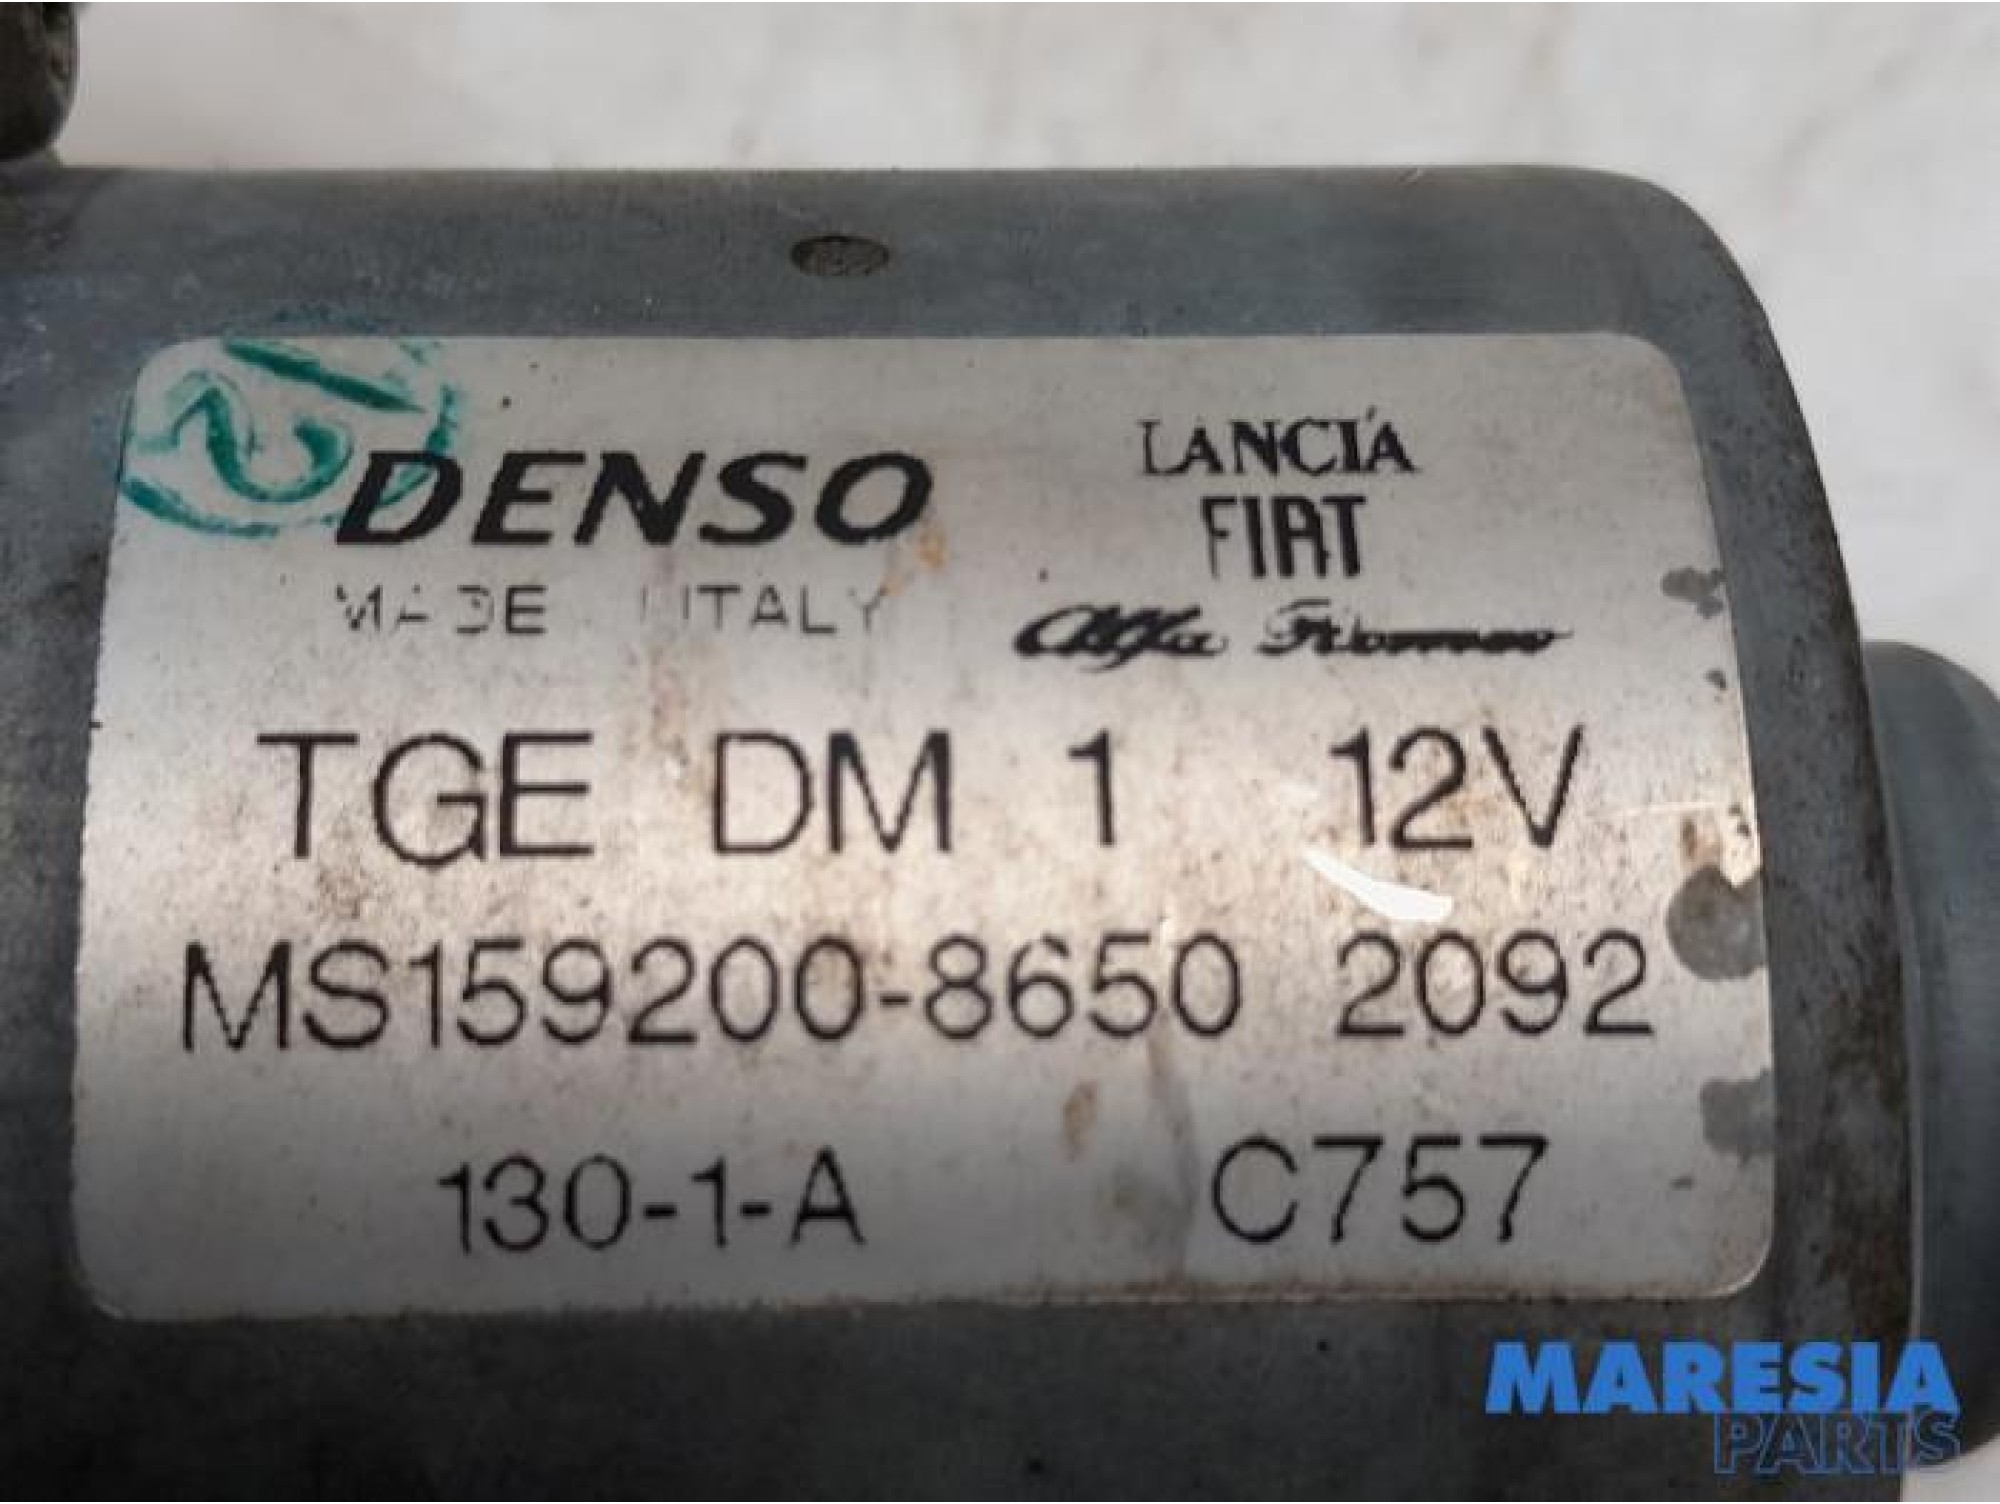 DENSO
MADE ITALY
LANCIA
FIAT
Alfa Romeo
TGE DM 1 12V
MS159200-8650 2092
130-1-A C757
MARESIA
PARTS